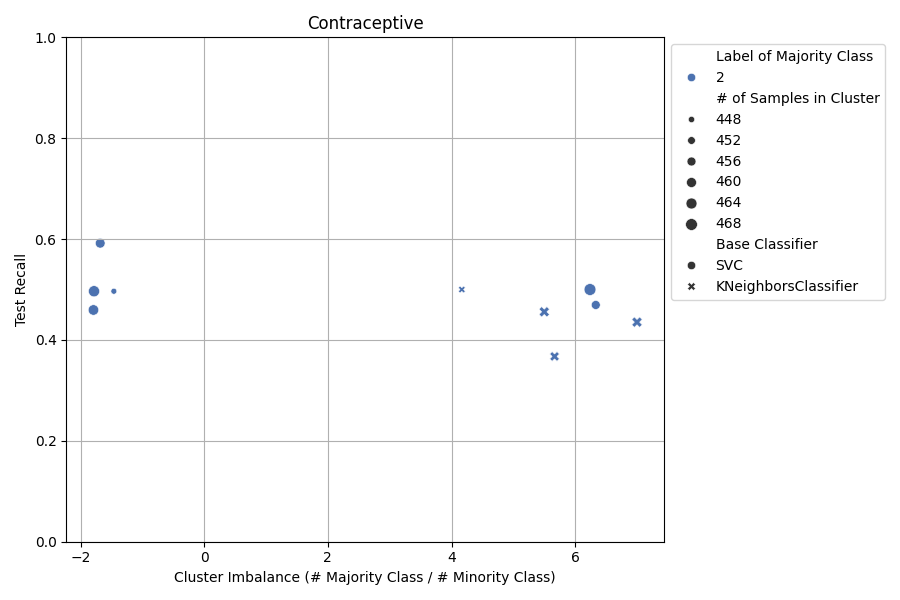 Contraceptive
1.0
0.8
0.6
0.4
0.2
0.0
Test Recall
−2
0
2
4
6
Cluster Imbalance (# Majority Class / # Minority Class)
Label of Majority Class
2
# of Samples in Cluster
448
452
456
460
464
468
Base Classifier
SVC
KNeighborsClassifier